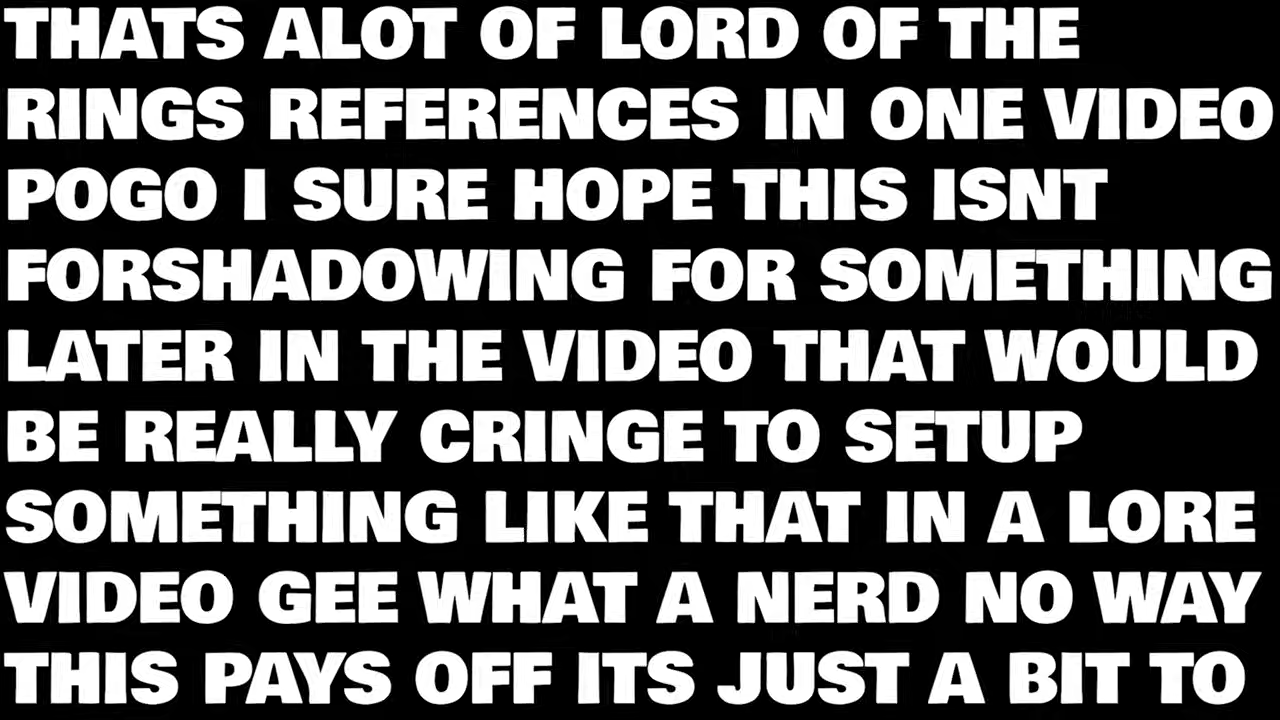 THATS ALOT OF LORD OF THE
RINGS REFERENCES IN ONE VIDEO
POGO I SURE HOPE THIS ISNT
FORSHADOWING FOR SOMETHING
LATER IN THE VIDEO THAT WOULD
BE REALLY CRINGE TO SETUP
SOMETHING LIKE THAT IN A LORE
VIDEO GEE WHAT A NERD NO WAY
THIS PAYS OFF ITS JUST A BIT TO